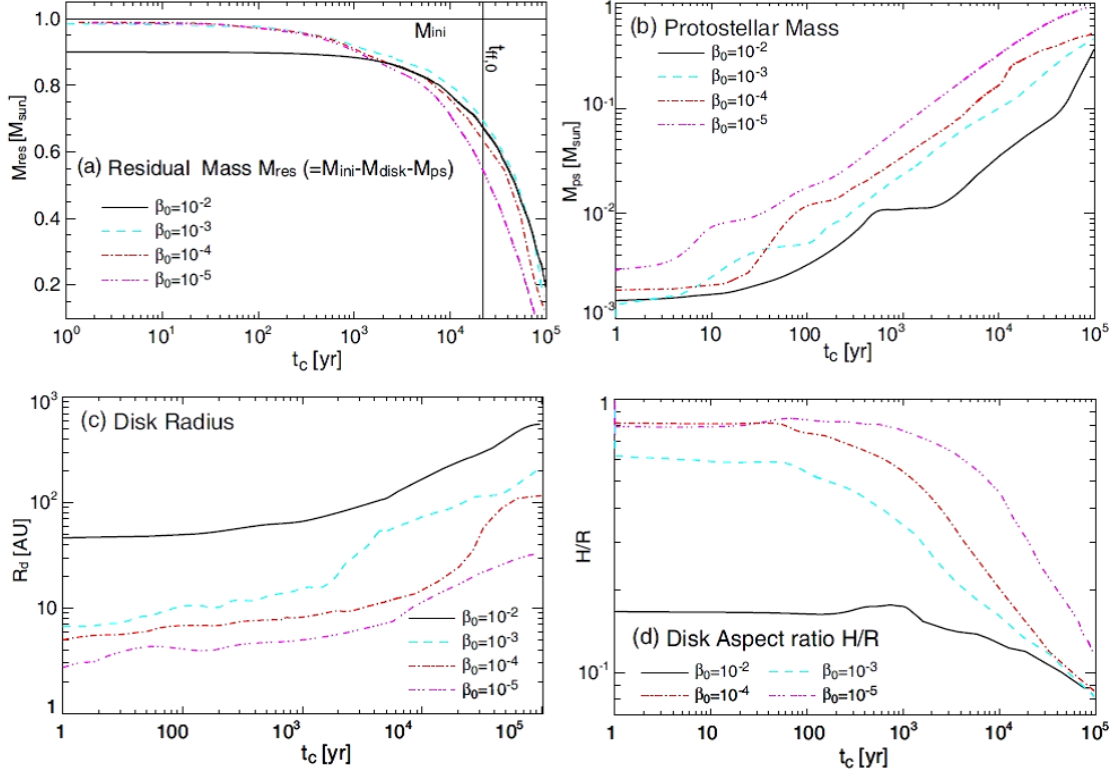 1.0
0.8
0.6
0.4
0.2
Mres [Msun]
Mini
tff,0
(a) Residual Mass Mres (=Mini-Mdisk-Mps)
β₀=10⁻²
β₀=10⁻³
β₀=10⁻⁴
β₀=10⁻⁵
10⁰ 10¹ 10² 10³ 10⁴ 10⁵
tc [yr]
(b) Protostellar Mass
β₀=10⁻²
β₀=10⁻³
β₀=10⁻⁴
β₀=10⁻⁵
1
10⁻¹
10⁻²
10⁻³
Mps [Msun]
1 10 100 10³ 10⁴ 10⁵
tc [yr]
(c) Disk Radius
10³
10²
10
1
Rd [AU]
β₀=10⁻²
β₀=10⁻³
β₀=10⁻⁴
β₀=10⁻⁵
1 100 10³ 10⁴ 10⁵
tc [yr]
1
10⁻¹
H/R
(d) Disk Aspect ratio H/R
β₀=10⁻² β₀=10⁻³
β₀=10⁻⁴ β₀=10⁻⁵
1 10 100 10³ 10⁴ 10⁵
tc [yr]